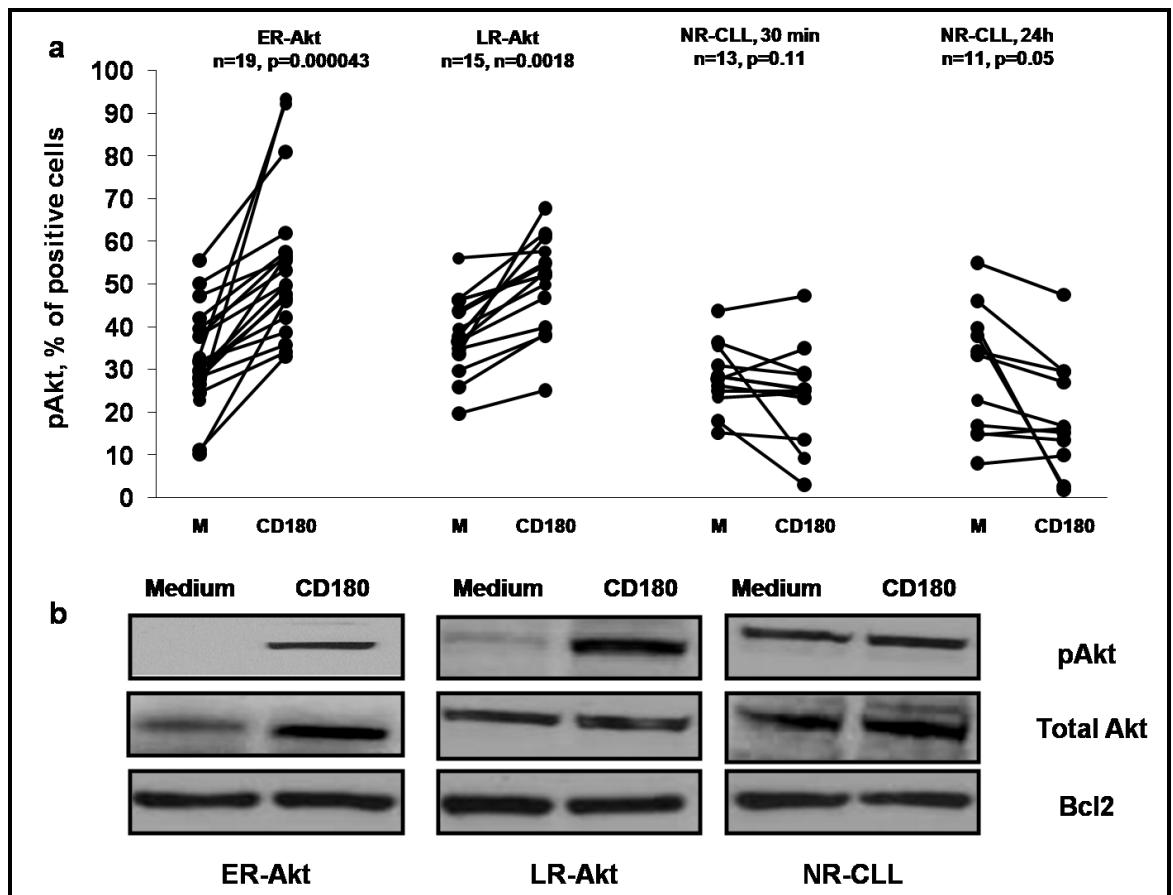 a
ER-Akt
n=19, p=0.000043
LR-Akt
n=15, n=0.0018
NR-CLL, 30 min
n=13, p=0.11
NR-CLL, 24h
n=11, p=0.05
pAkt, % of positive cells
100
90
80
70
60
50
40
30
20
10
0
M CD180 M CD180 M CD180 M CD180
b
Medium CD180 Medium CD180 Medium CD180
pAkt
Total Akt
Bcl2
ER-Akt LR-Akt NR-CLL